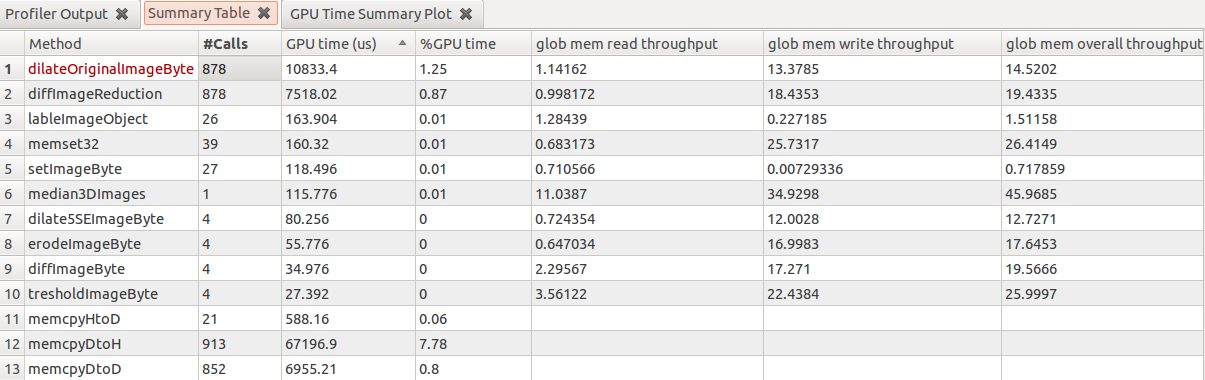 Profiler Output Summary Table GPU Time Summary Plot
Method #Calls GPU time (us) %GPU time glob mem read throughput glob mem write throughput glob mem overall throughput
1 dilateOriginalImageByte 878 10833.4 1.25 1.14162 13.3785 14.5202
2 diffImageReduction 878 7518.02 0.87 0.998172 18.4353 19.4335
3 lableImageObject 26 163.904 0.01 1.28439 0.227185 1.51158
4 memset32 39 160.32 0.01 0.683173 25.7317 26.4149
5 setImageByte 27 118.496 0.01 0.710566 0.00729336 0.717859
6 median3DImages 1 115.776 0.01 11.0387 34.9298 45.9685
7 dilate5SEImageByte 4 80.256 0 0.724354 12.0028 12.7271
8 erodeImageByte 4 55.776 0 0.647034 16.9983 17.6453
9 diffImageByte 4 34.976 0 2.29567 17.271 19.5666
10 tresholdImageByte 4 27.392 0 3.56122 22.4384 25.9997
11 memcpyHtoD 21 588.16 0.06
12 memcpyDtoH 913 67196.9 7.78
13 memcpyDtoD 852 6955.21 0.8